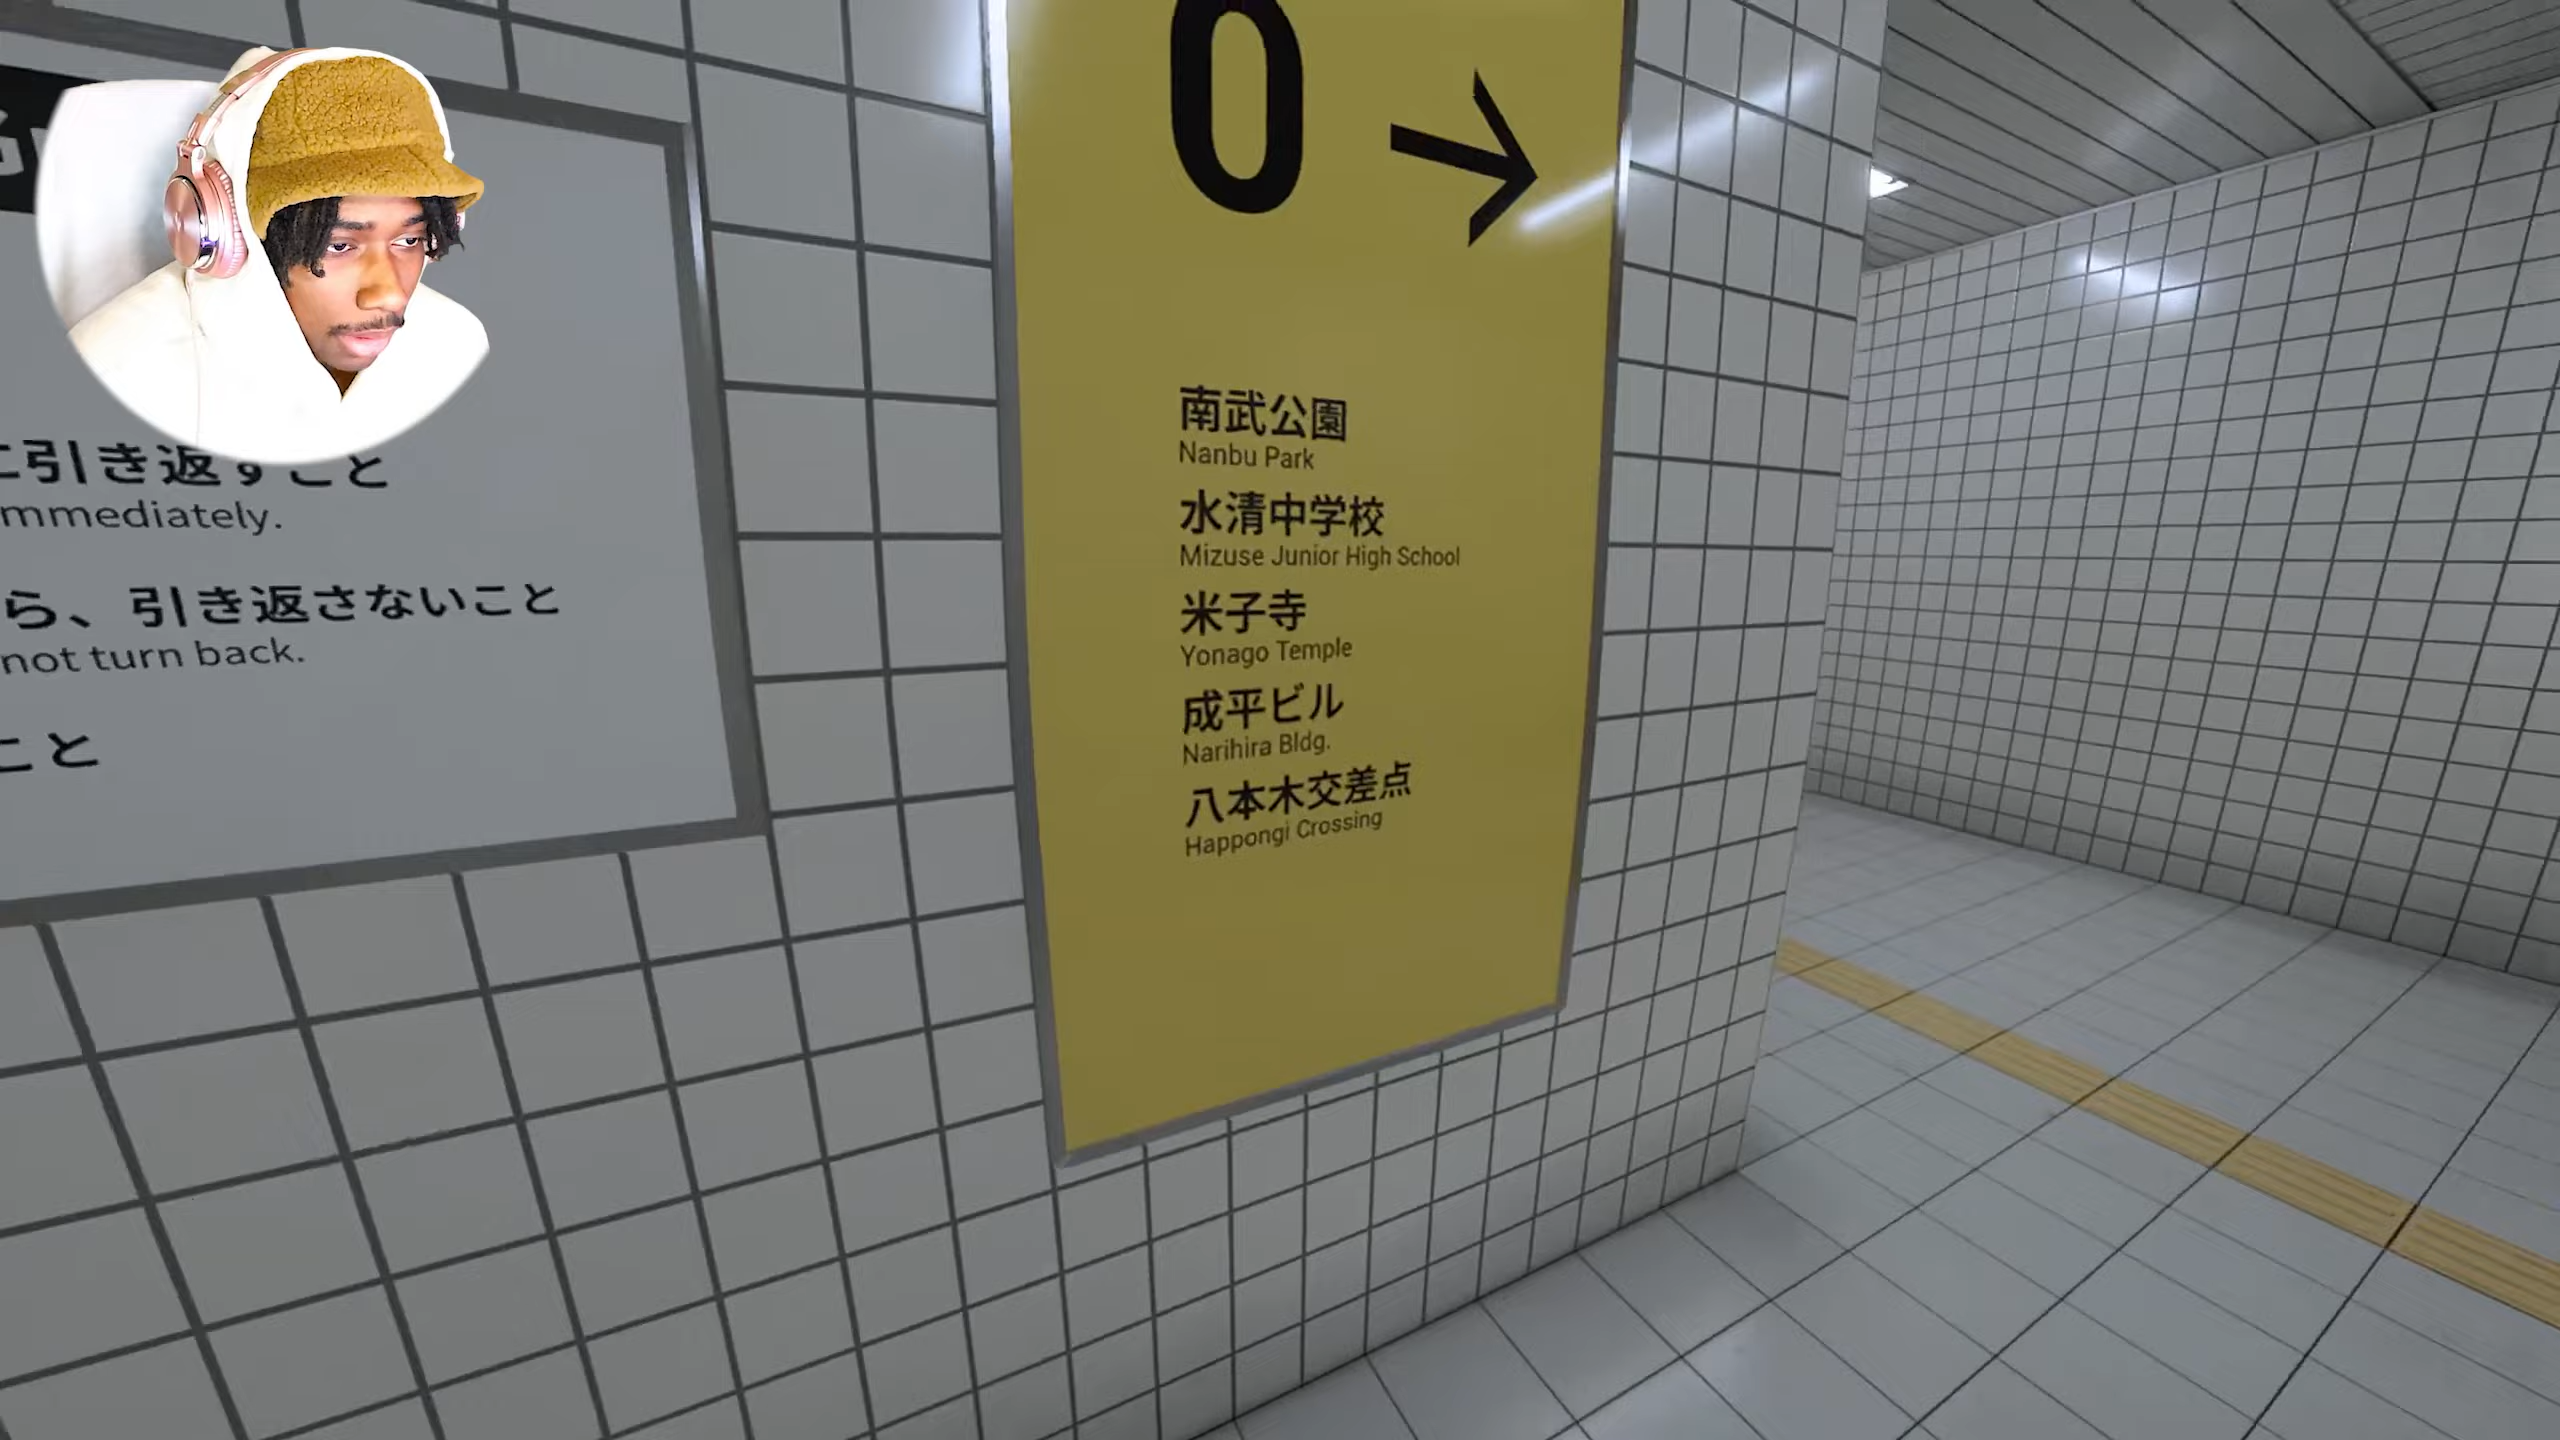 に引き返すこと
mmediately.
ら、引き返さないこと
not turn back.
こと
0 →
南武公園
Nanbu Park
水清中学校
Mizuse Junior High School
米子寺
Yonago Temple
成平ビル
Narihira Bldg.
八本木交差点
Happongi Crossing